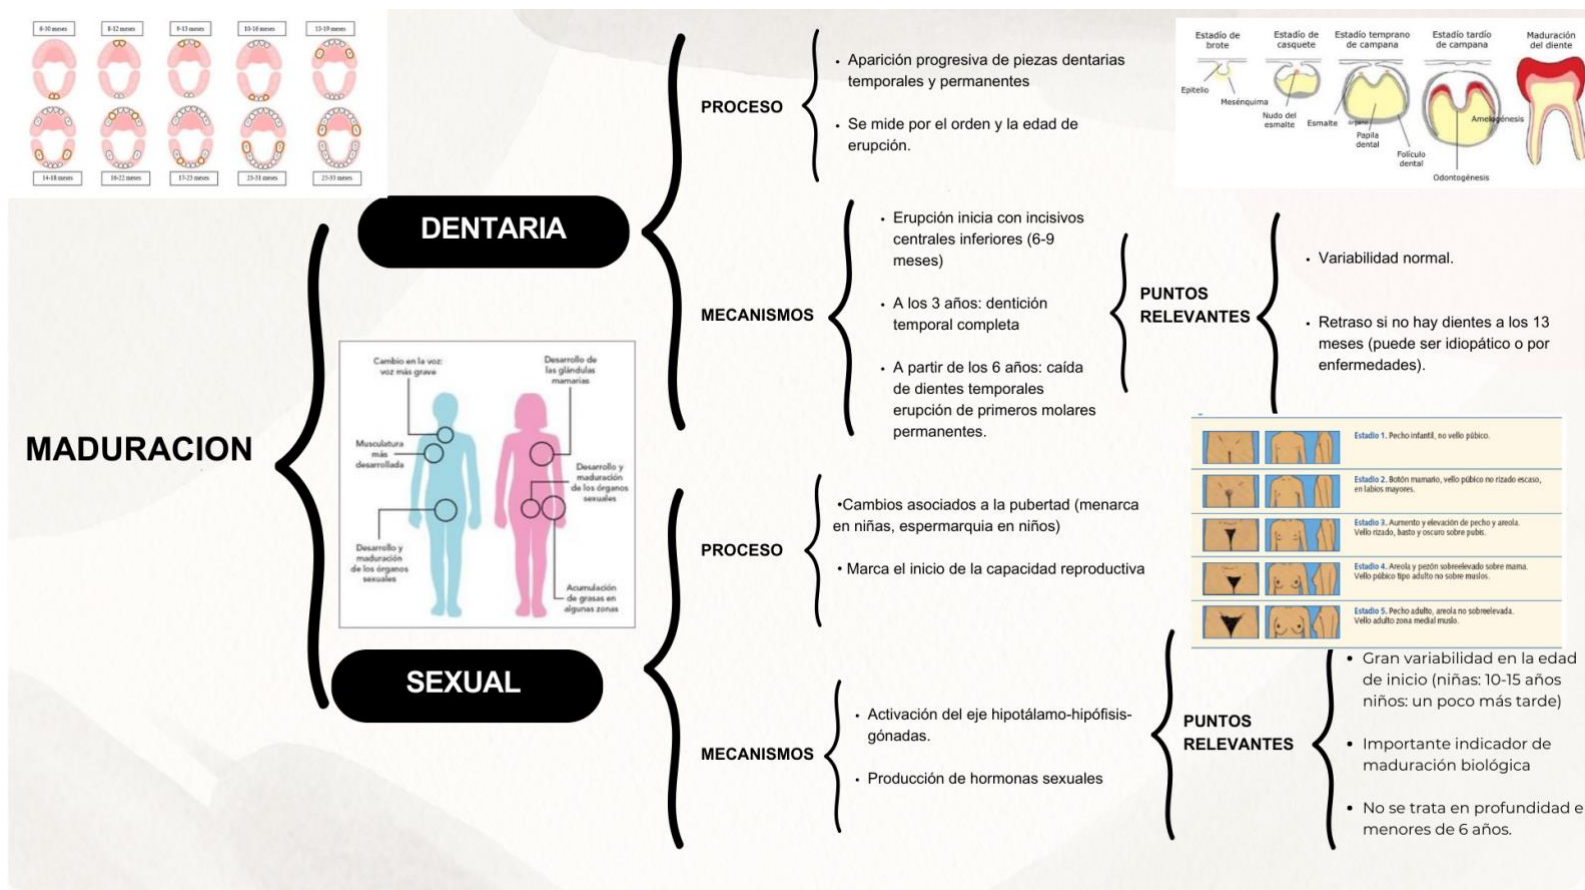 6-10 meses
8-12 meses
9-13 meses
10-16 meses
13-19 meses
14-18 meses
16-22 meses
17-23 meses
23-31 meses
25-33 meses
MADURACION
DENTARIA
PROCESO
• Aparición progresiva de piezas dentarias
temporales y permanentes
• Se mide por el orden y la edad de
erupción.
Estadío de
brote
Estadío de
casquete
Estadío temprano
de campana
Estadío tardío
de campana
Maduración
del diente
Epitelio
Mesénquima
Nudo del
esmalte
Esmalte
Papila
dental
Folículo
dental
Amelogénesis
Odontogénesis
MECANISMOS
• Erupción inicia con incisivos
centrales inferiores (6-9
meses)
• A los 3 años: dentición
temporal completa
• A partir de los 6 años: caída
de dientes temporales
erupción de primeros molares
permanentes.
PUNTOS
RELEVANTES
• Variabilidad normal.
• Retraso si no hay dientes a los 13
meses (puede ser idiopático o por
enfermedades).
Cambio en la voz:
voz más grave
Desarrollo de
las glándulas
mamarias
Musculatura
más
desarrollada
Desarrollo y
maduración
de los órganos
sexuales
Desarrollo y
maduración
de los órganos
sexuales
Acumulación
de grasas en
algunas zonas
SEXUAL
PROCESO
•Cambios asociados a la pubertad (menarca
en niñas, espermarquia en niños)
• Marca el inicio de la capacidad reproductiva
Estadio 1. Pecho infantil, no vello púbico.
Estadio 2. Botón mamario, vello púbico no rizado escaso,
en labios mayores.
Estadio 3. Aumento y elevación de pecho y areola.
Vello rizado, basto y oscuro sobre pubis.
Estadio 4. Areola y pezón sobreelevado sobre mama.
Vello púbico tipo adulto no sobre muslos.
Estadio 5. Pecho adulto, areola no sobreelevada.
Vello adulto zona medial muslo.
MECANISMOS
• Activación del eje hipotálamo-hipófisis-
gónadas.
• Producción de hormonas sexuales
PUNTOS
RELEVANTES
• Gran variabilidad en la edad
de inicio (niñas: 10-15 años
niños: un poco más tarde)
• Importante indicador de
maduración biológica
• No se trata en profundidad e
menores de 6 años.